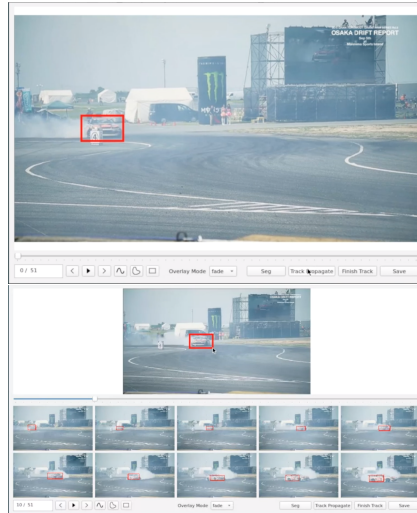 OSAKA DRIFT REPORT
0 / 51
Overlay Mode
fade
Seg
Track Propagate
Finish Track
Save
10 / 51
Overlay Mode
fade
Seg
Track Propagate
Finish Track
Save